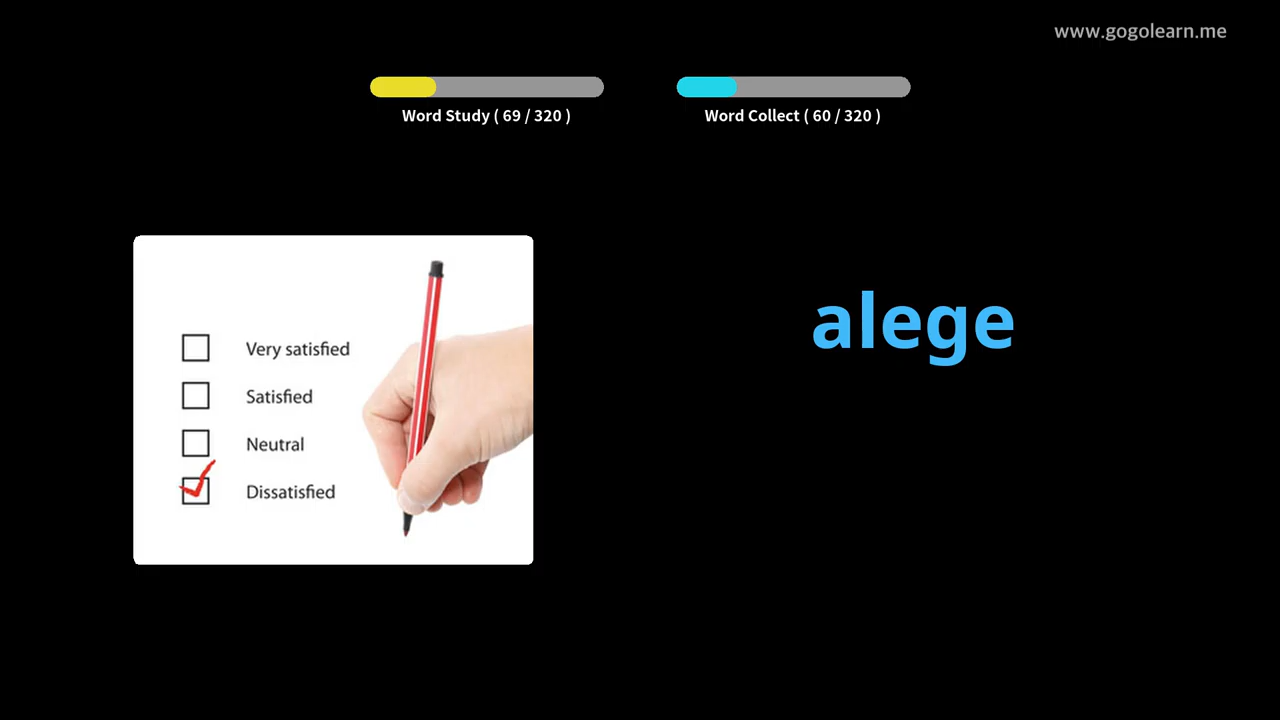 www.gogolearn.me
Word Study ( 69 / 320 )
Word Collect ( 60 / 320 )
alege
Very satisfied
Satisfied
Neutral
Dissatisfied